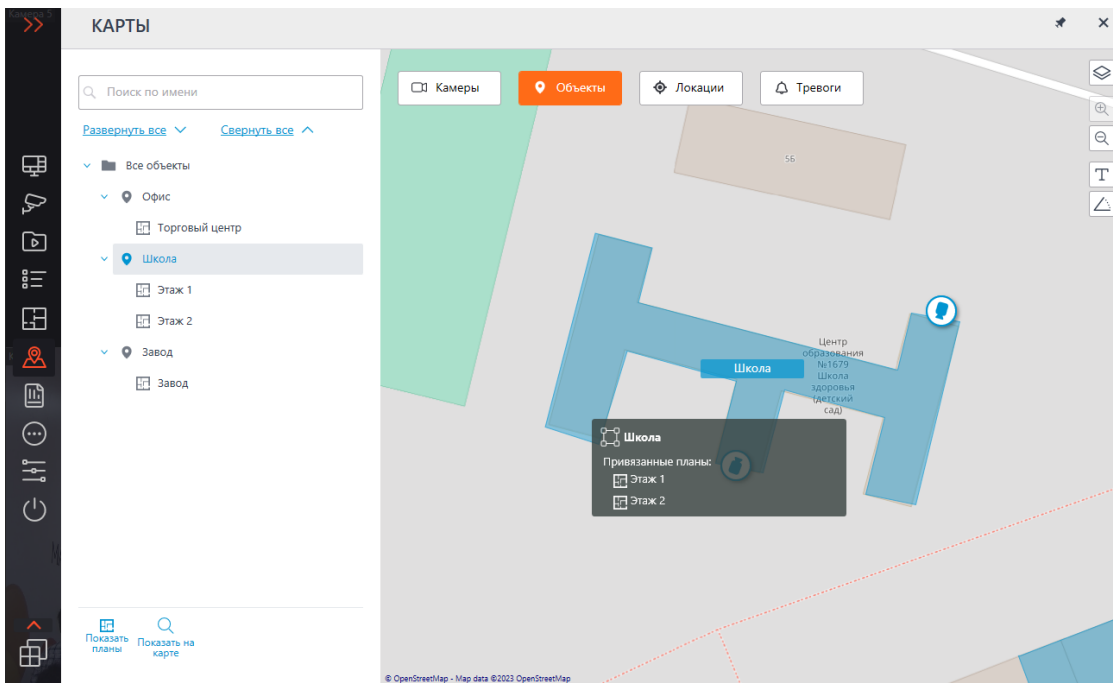 Камера 5
КАРТЫ
Поиск по имени
Развернуть все
Свернуть все
Все объекты
Офис
Торговый центр
Школа
Этаж 1
Этаж 2
Завод
Завод
Показать планы
Показать на карте
Камеры
Объекты
Локации
Тревоги
56
Центр
образования
№1679
Школа
здоровья
(детский
сад)
Школа
Школа
Привязанные планы:
Этаж 1
Этаж 2
© OpenStreetMap - Map data ©2023 OpenStreetMap